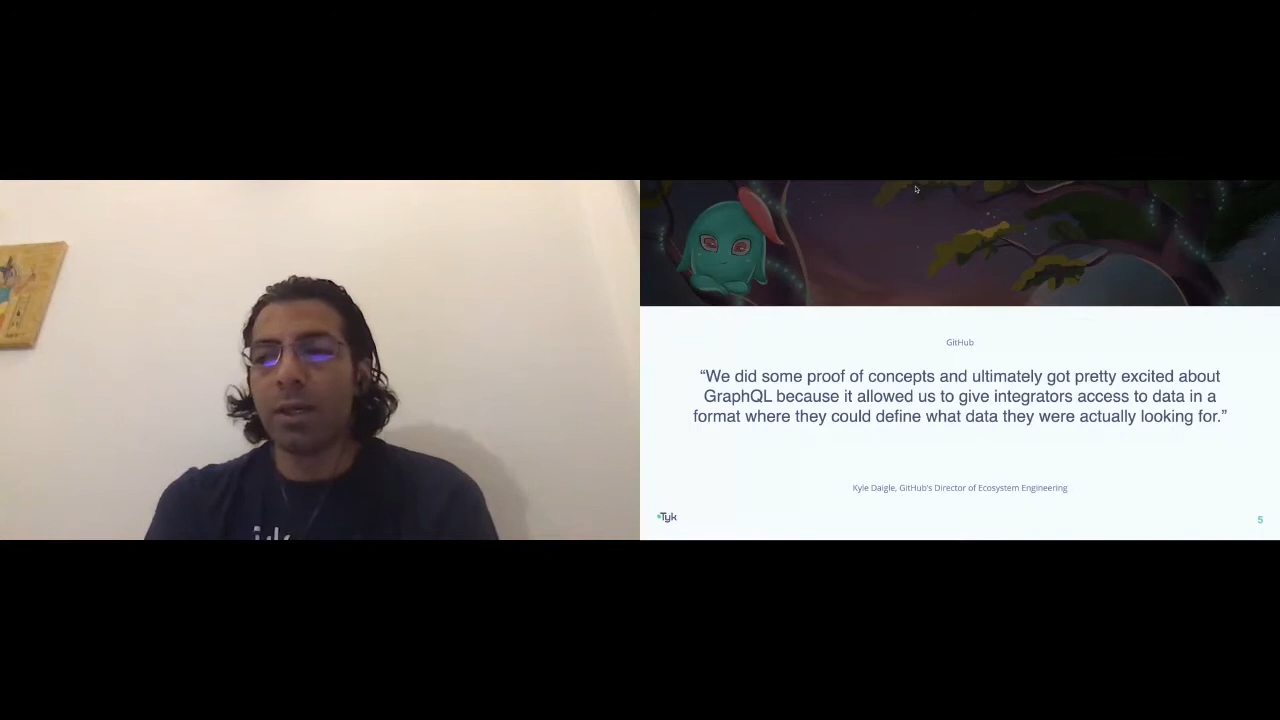 GitHub
“We did some proof of concepts and ultimately got pretty excited about
GraphQL because it allowed us to give integrators access to data in a
format where they could define what data they were actually looking for.”
Kyle Daigle, GitHub's Director of Ecosystem Engineering
Tyk
5